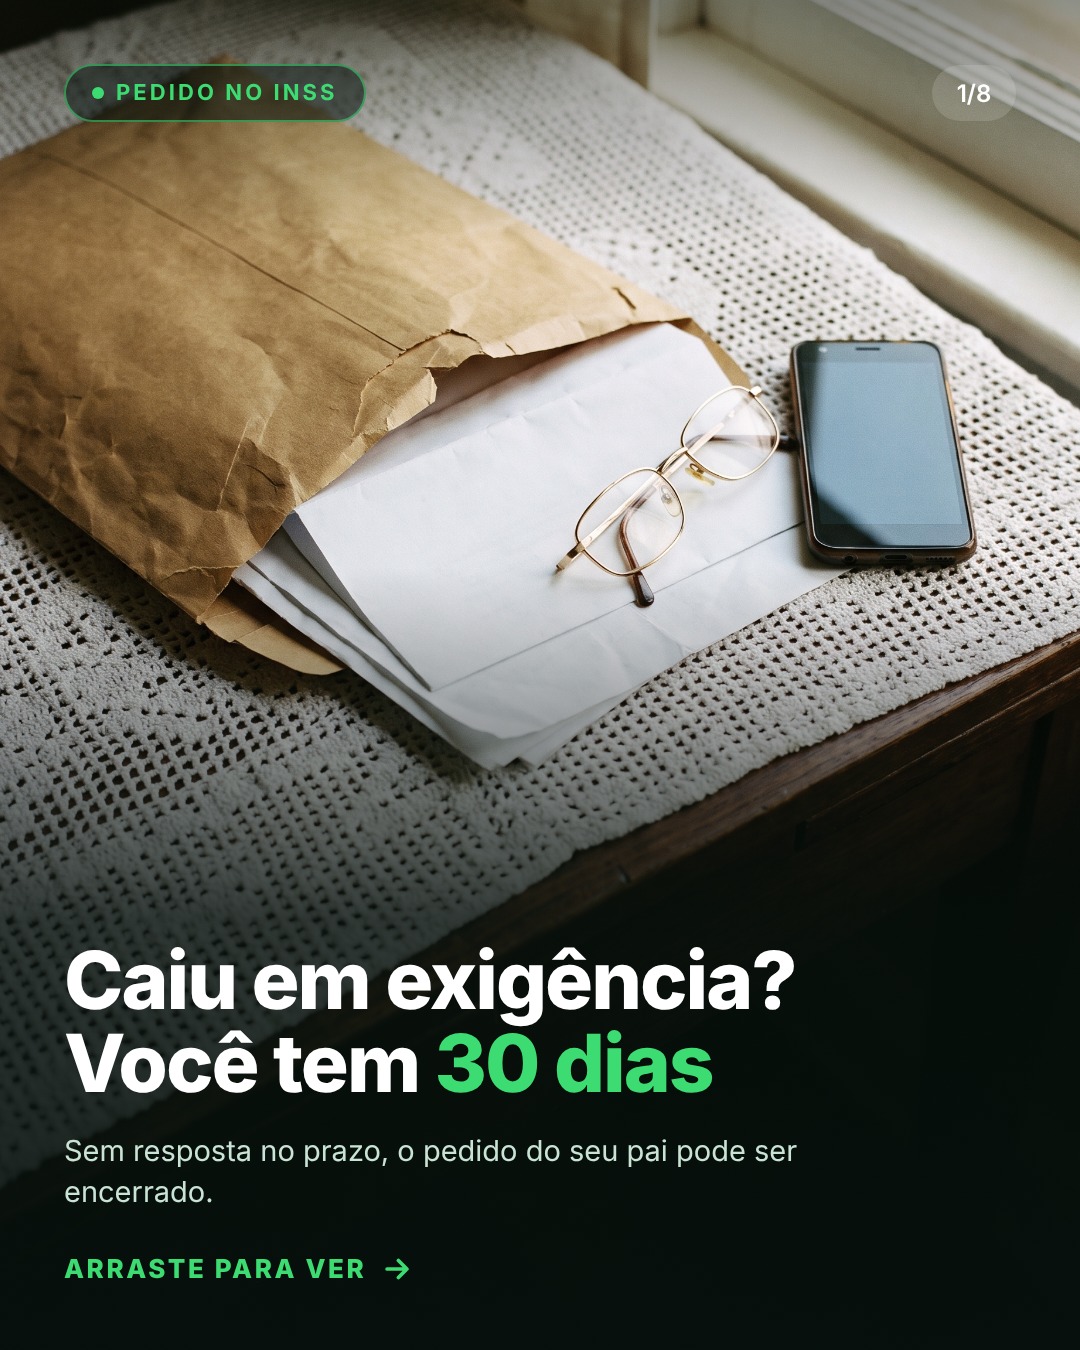 PEDIDO NO INSS
1/8
Caiu em exigência?
Você tem 30 dias
Sem resposta no prazo, o pedido do seu pai pode ser
encerrado.
ARRASTE PARA VER →